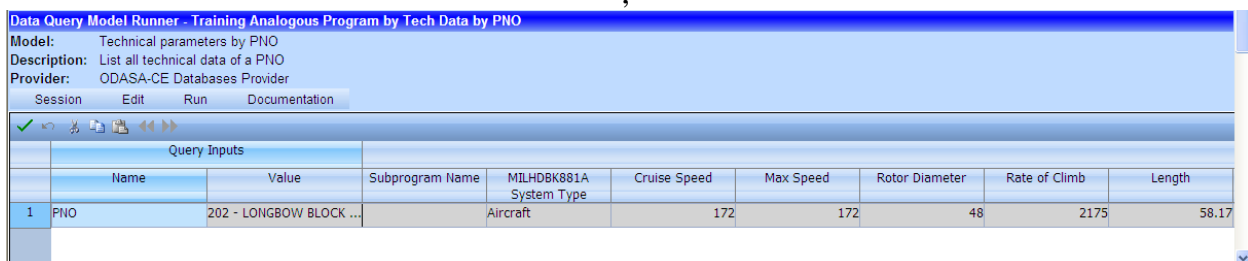 ,
Data Query Model Runner - Training Analogous Program by Tech Data by PNO
Model: Technical parameters by PNO
Description: List all technical data of a PNO
Provider: ODASA-CE Databases Provider
Session Edit Run Documentation
Query Inputs
Name Value Subprogram Name MILHDBK881A System Type Cruise Speed Max Speed Rotor Diameter Rate of Climb Length
1 PNO 202 - LONGBOW BLOCK ... Aircraft 172 172 48 2175 58.17